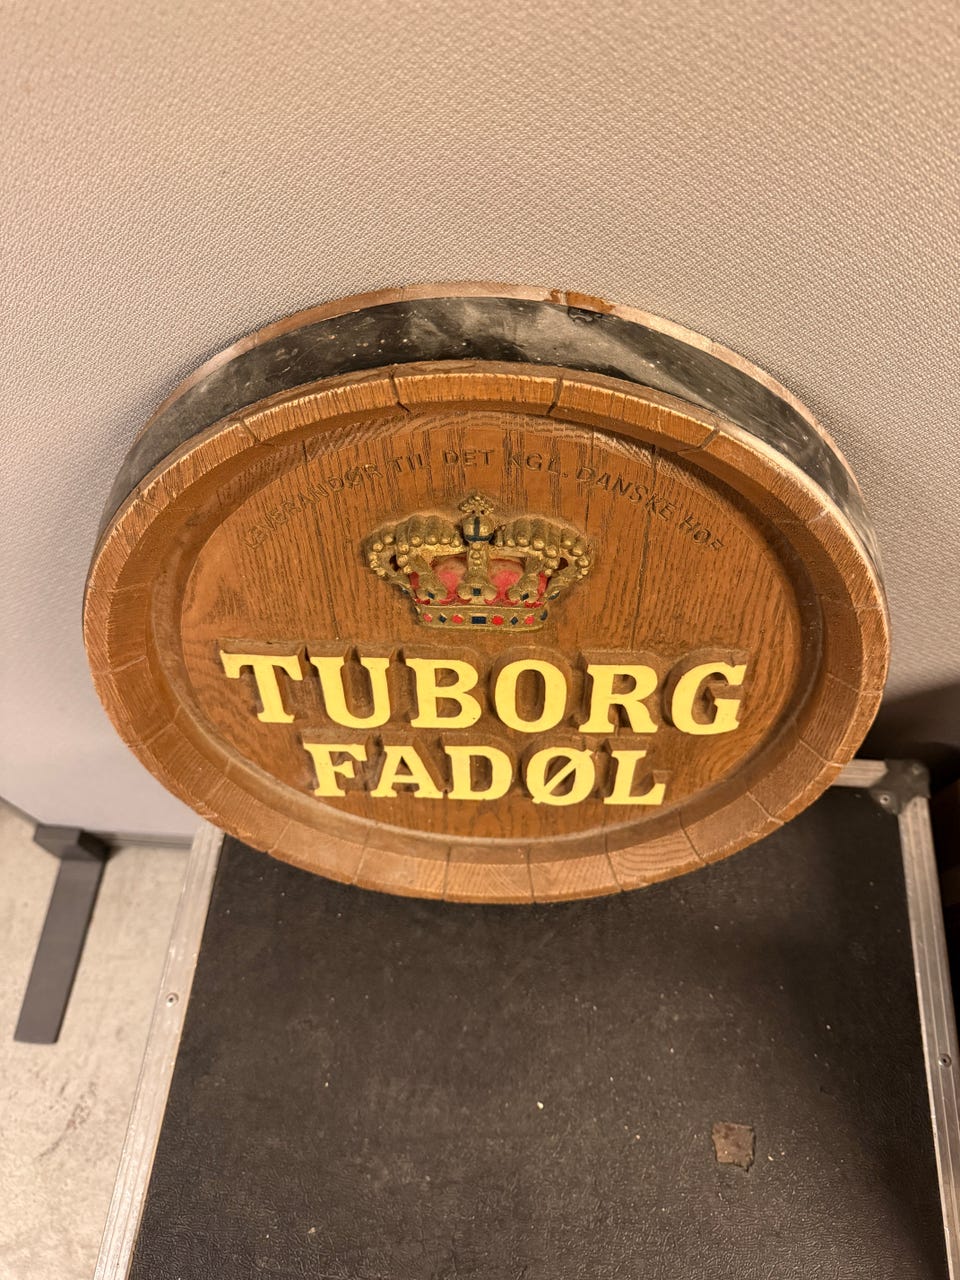 LEVERANDØR TIL DET KGL. DANSKE HOF
TUBORG
FADØL